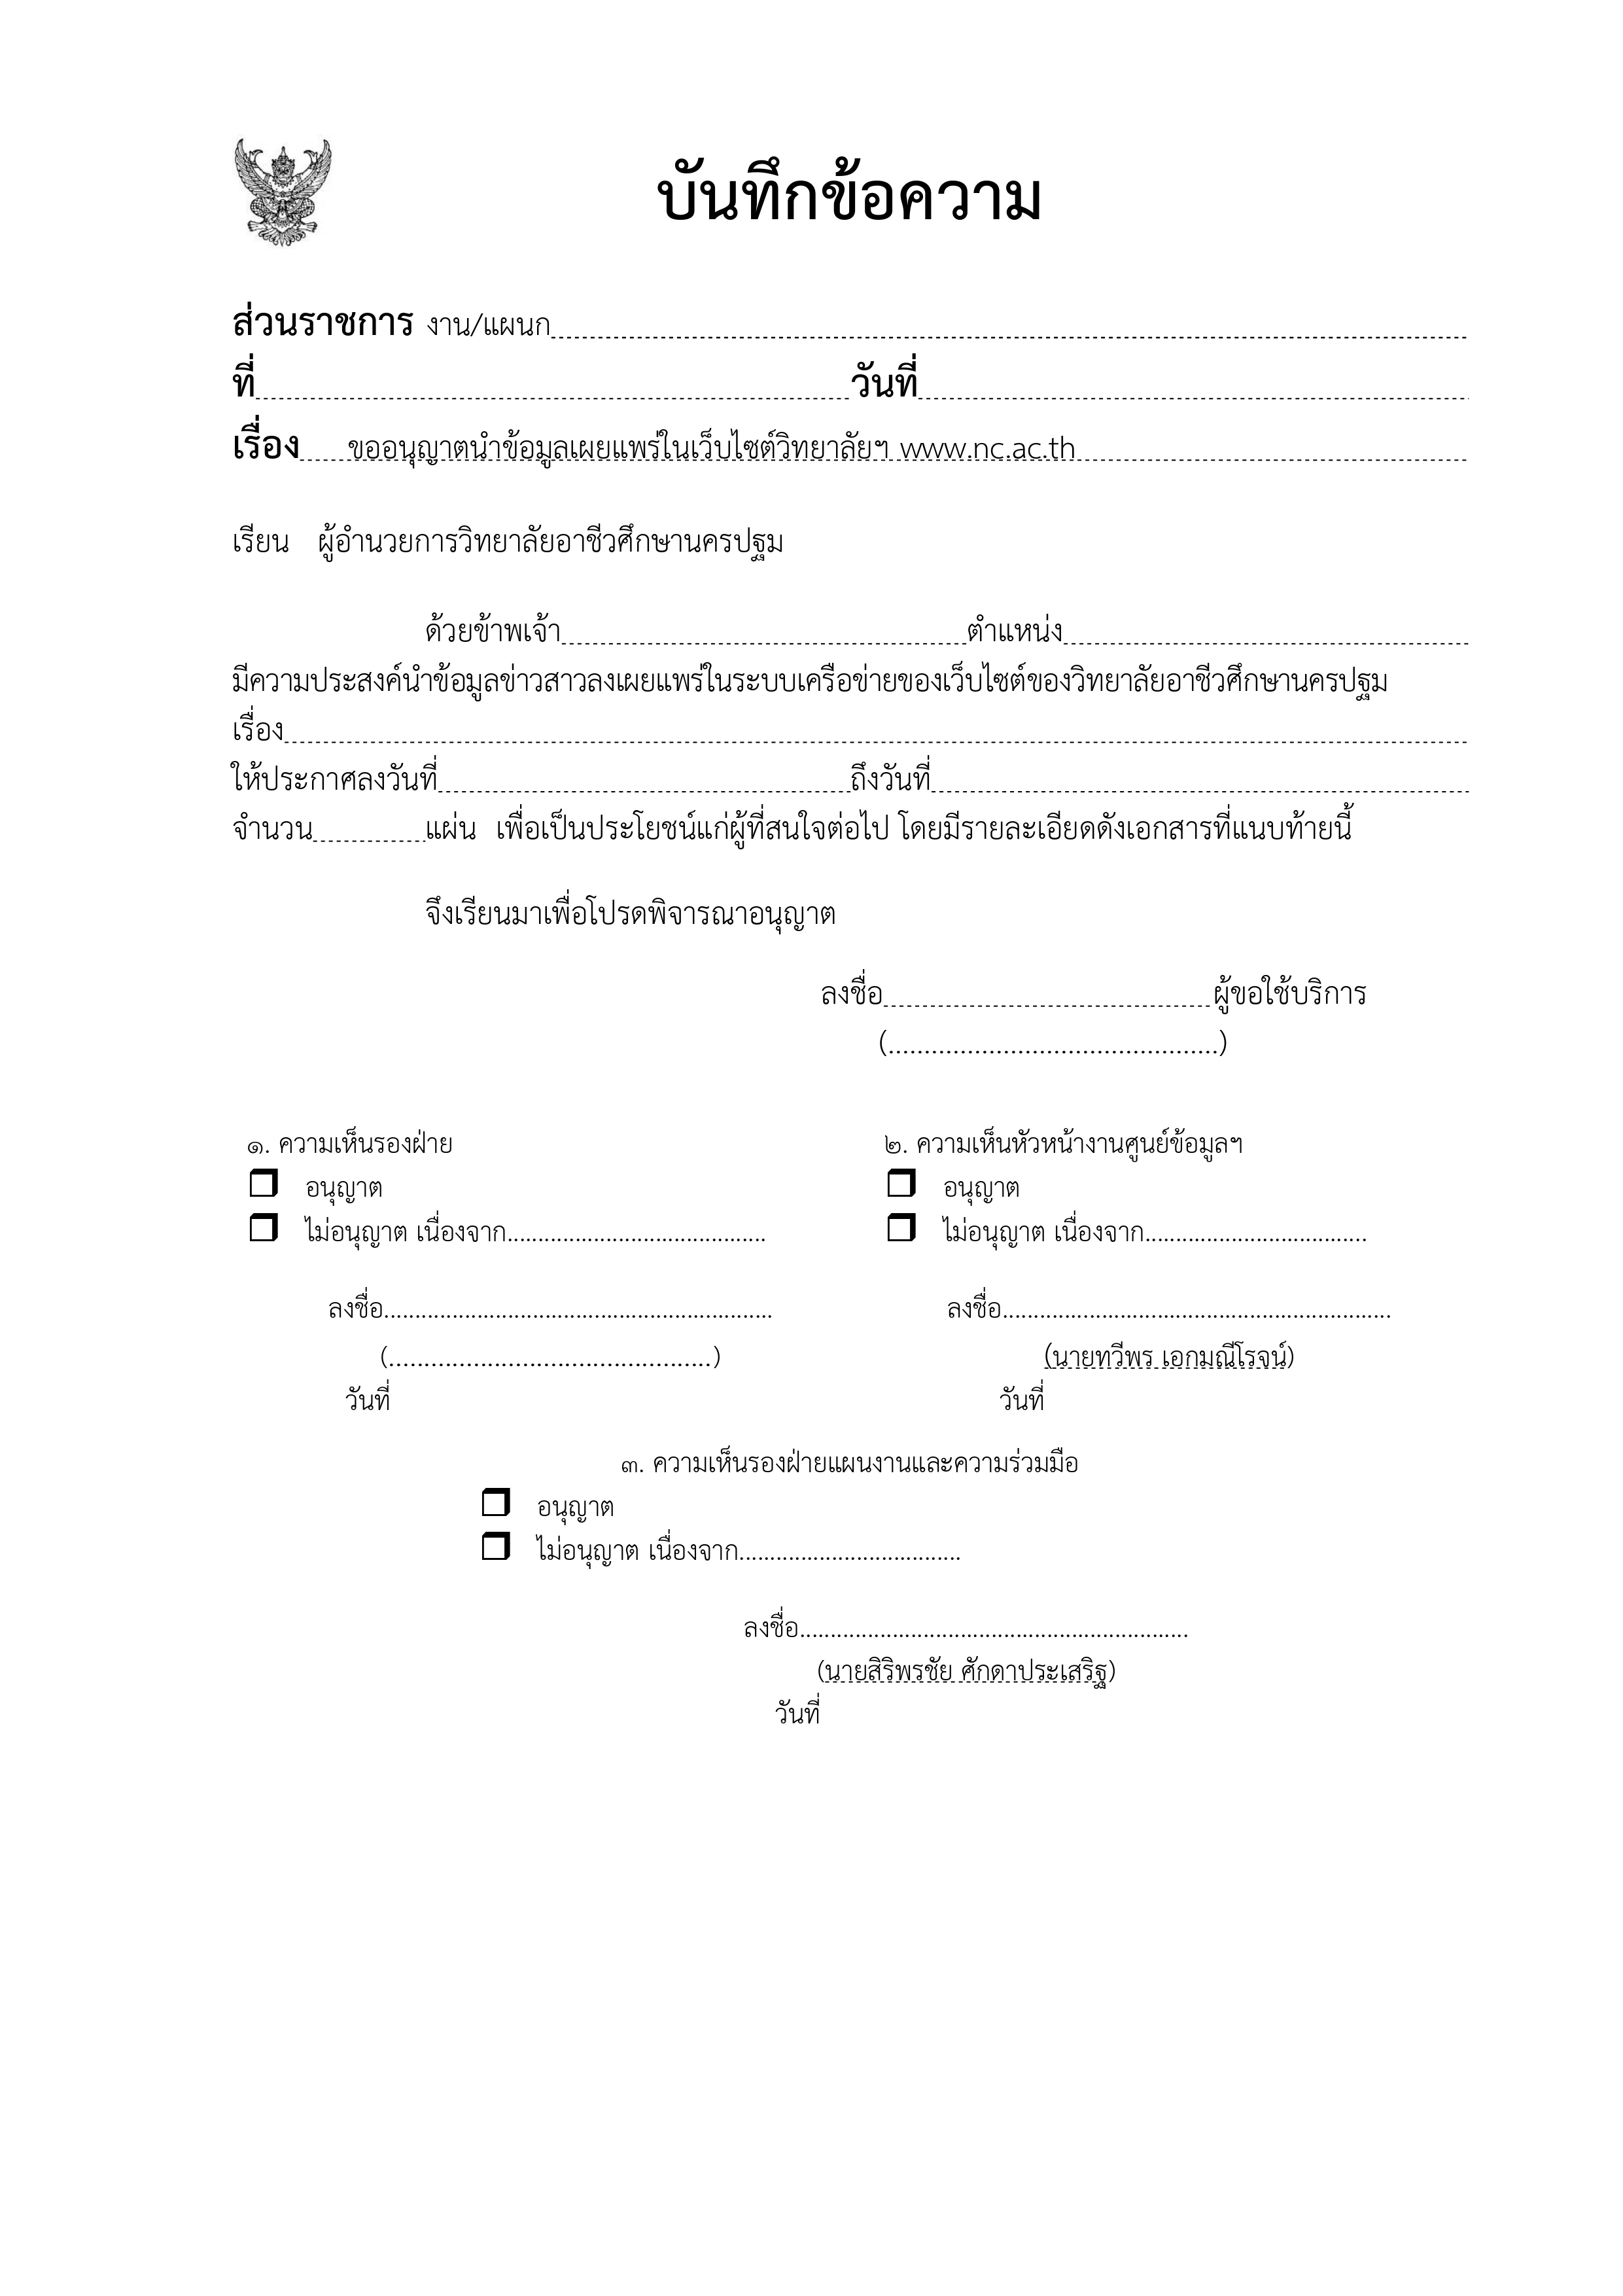 บันทึกข้อความ
ส่วนราชการ งาน/แผนก
ที่ วันที่
เรื่อง ขออนุญาตนำข้อมูลเผยแพร่ในเว็บไซต์วิทยาลัยฯ www.nc.ac.th
เรียน ผู้อำนวยการวิทยาลัยอาชีวศึกษานครปฐม
ด้วยข้าพเจ้า ตำแหน่ง
มีความประสงค์นำข้อมูลข่าวสาวลงเผยแพร่ในระบบเครือข่ายของเว็บไซต์ของวิทยาลัยอาชีวศึกษานครปฐม
เรื่อง
ให้ประกาศลงวันที่ ถึงวันที่
จำนวน แผ่น เพื่อเป็นประโยชน์แก่ผู้ที่สนใจต่อไป โดยมีรายละเอียดดังเอกสารที่แนบท้ายนี้
จึงเรียนมาเพื่อโปรดพิจารณาอนุญาต
ลงชื่อ ผู้ขอใช้บริการ
(..............................................)
๑. ความเห็นรองฝ่าย
อนุญาต
ไม่อนุญาต เนื่องจาก..........................................
ลงชื่อ...............................................................
(..............................................)
วันที่
๒. ความเห็นหัวหน้างานศูนย์ข้อมูลฯ
อนุญาต
ไม่อนุญาต เนื่องจาก....................................
ลงชื่อ...............................................................
(นายทวีพร เอกมณีโรจน์)
วันที่
๓. ความเห็นรองฝ่ายแผนงานและความร่วมมือ
อนุญาต
ไม่อนุญาต เนื่องจาก....................................
ลงชื่อ...............................................................
(นายสิริพรชัย ศักดาประเสริฐ)
วันที่